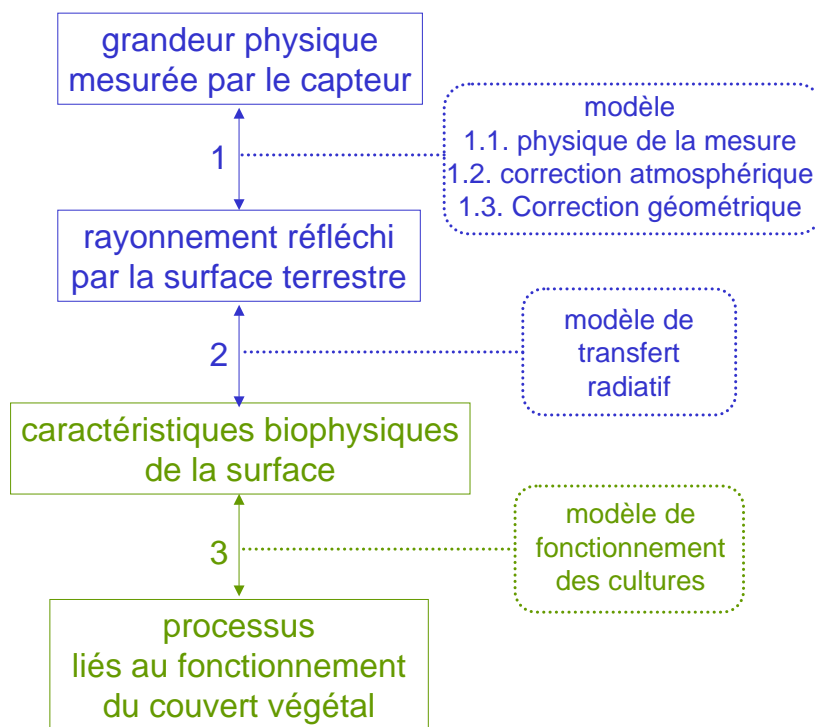 grandeur physique
mesurée par le capteur
1
modèle
1.1. physique de la mesure
1.2. correction atmosphérique
1.3. Correction géométrique
rayonnement réfléchi
par la surface terrestre
2
modèle de
transfert
radiatif
caractéristiques biophysiques
de la surface
3
modèle de
fonctionnement
des cultures
processus
liés au fonctionnement
du couvert végétal